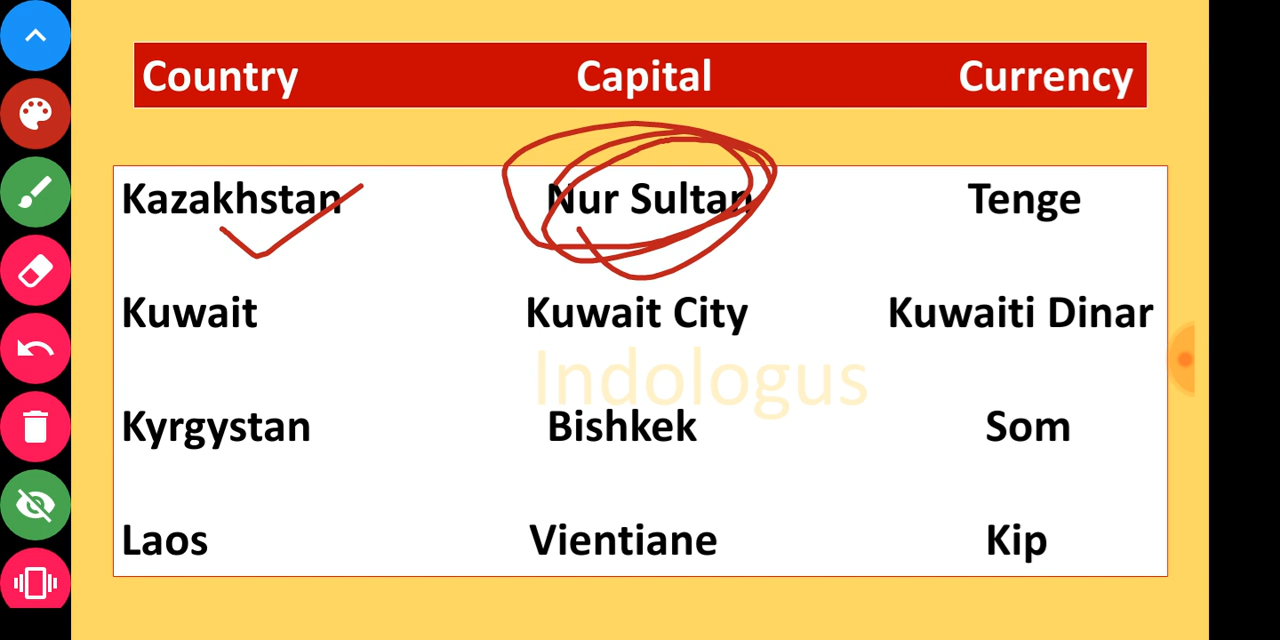 Country Capital Currency
Kazakhstan Nur Sultan Tenge
Kuwait Kuwait City Kuwaiti Dinar
Indologus
Kyrgystan Bishkek Som
Laos Vientiane Kip